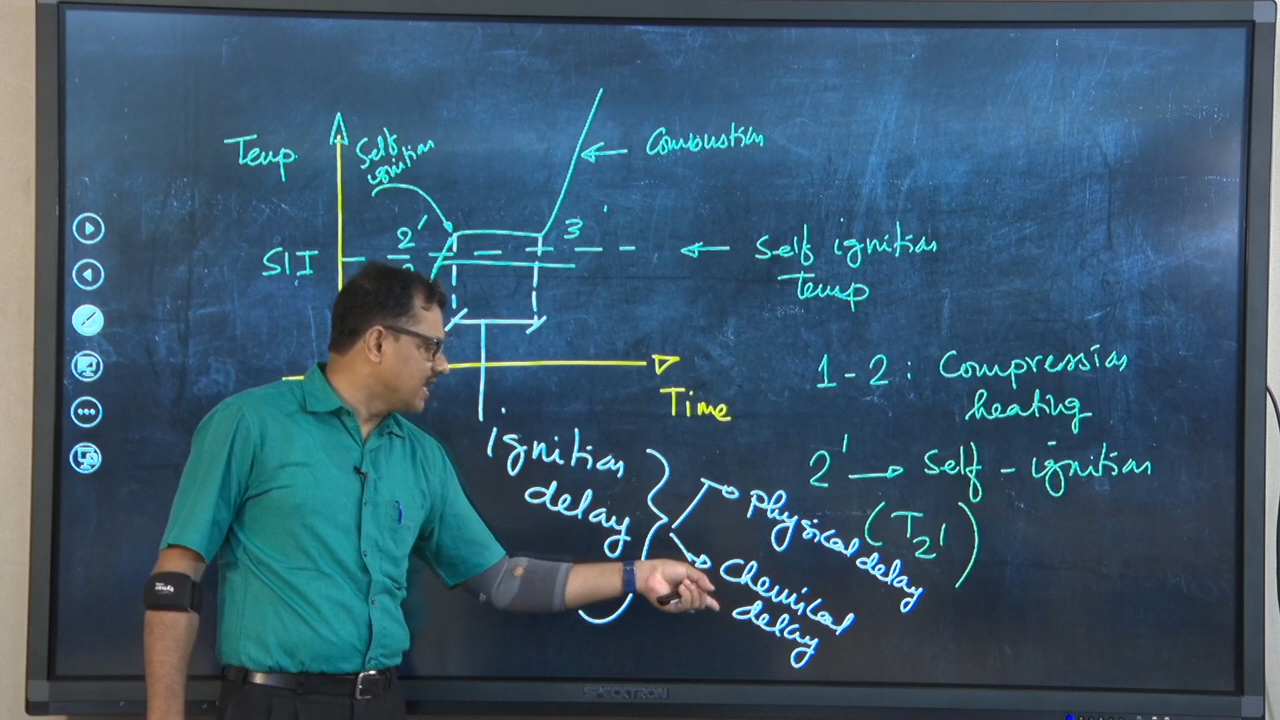 Temp.
Self
ignition
Combustion
2'
3
SII
Self ignition
Temp
1-2 : Compression
heating
Time
ignition
delay
2' → Self - ignition
(T2')
physical delay
Chemical
delay
SPECKTRON